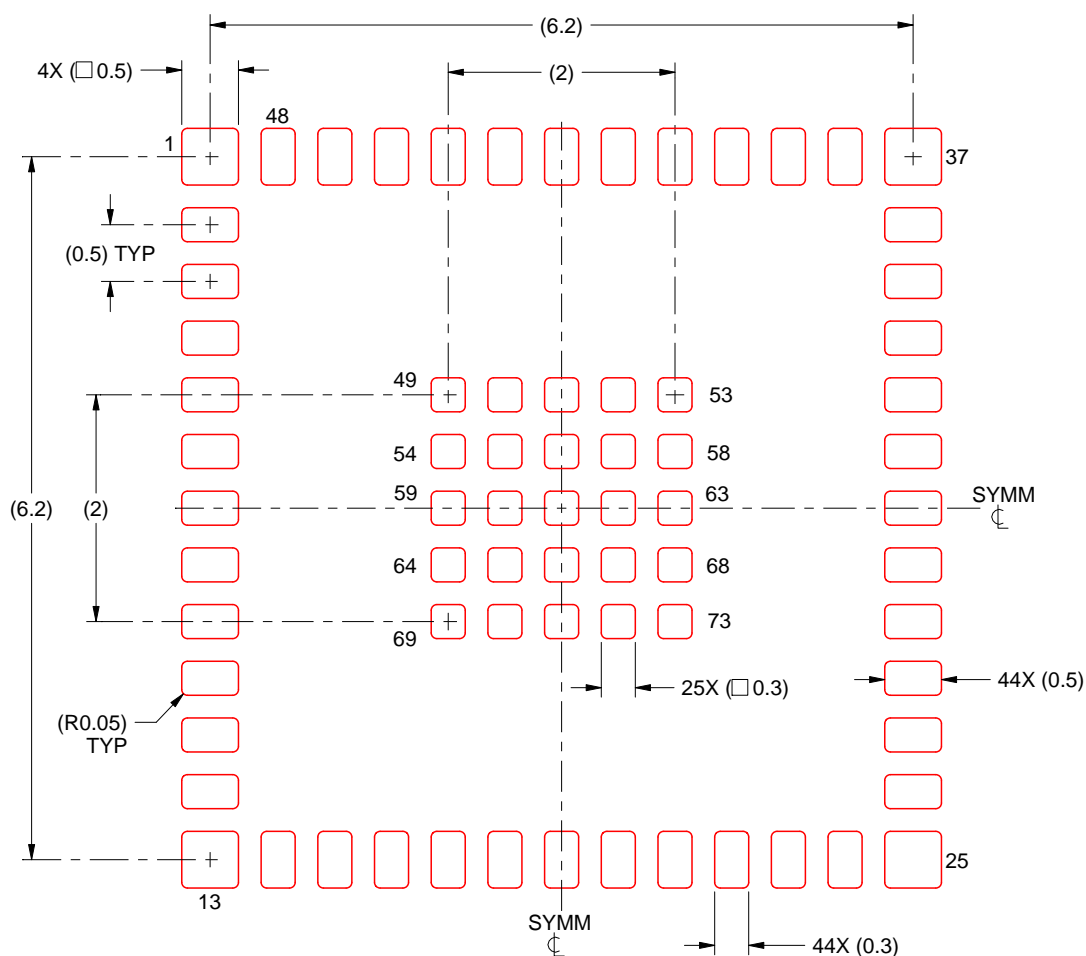 (6.2)
4X (□ 0.5)
(2)
48
1
37
(0.5) TYP
49
53
54
58
59
63
SYMM
℄
(6.2)
(2)
64
68
69
73
25X (□ 0.3)
44X (0.5)
(R0.05)
TYP
25
13
SYMM
℄
44X (0.3)